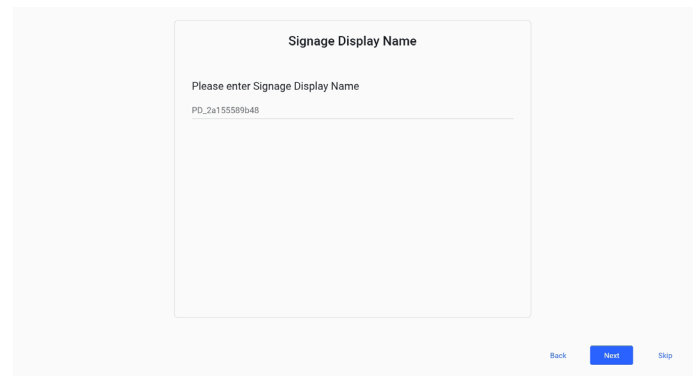 Signage Display Name
Please enter Signage Display Name
PD_2a155589b48
Back Next Skip